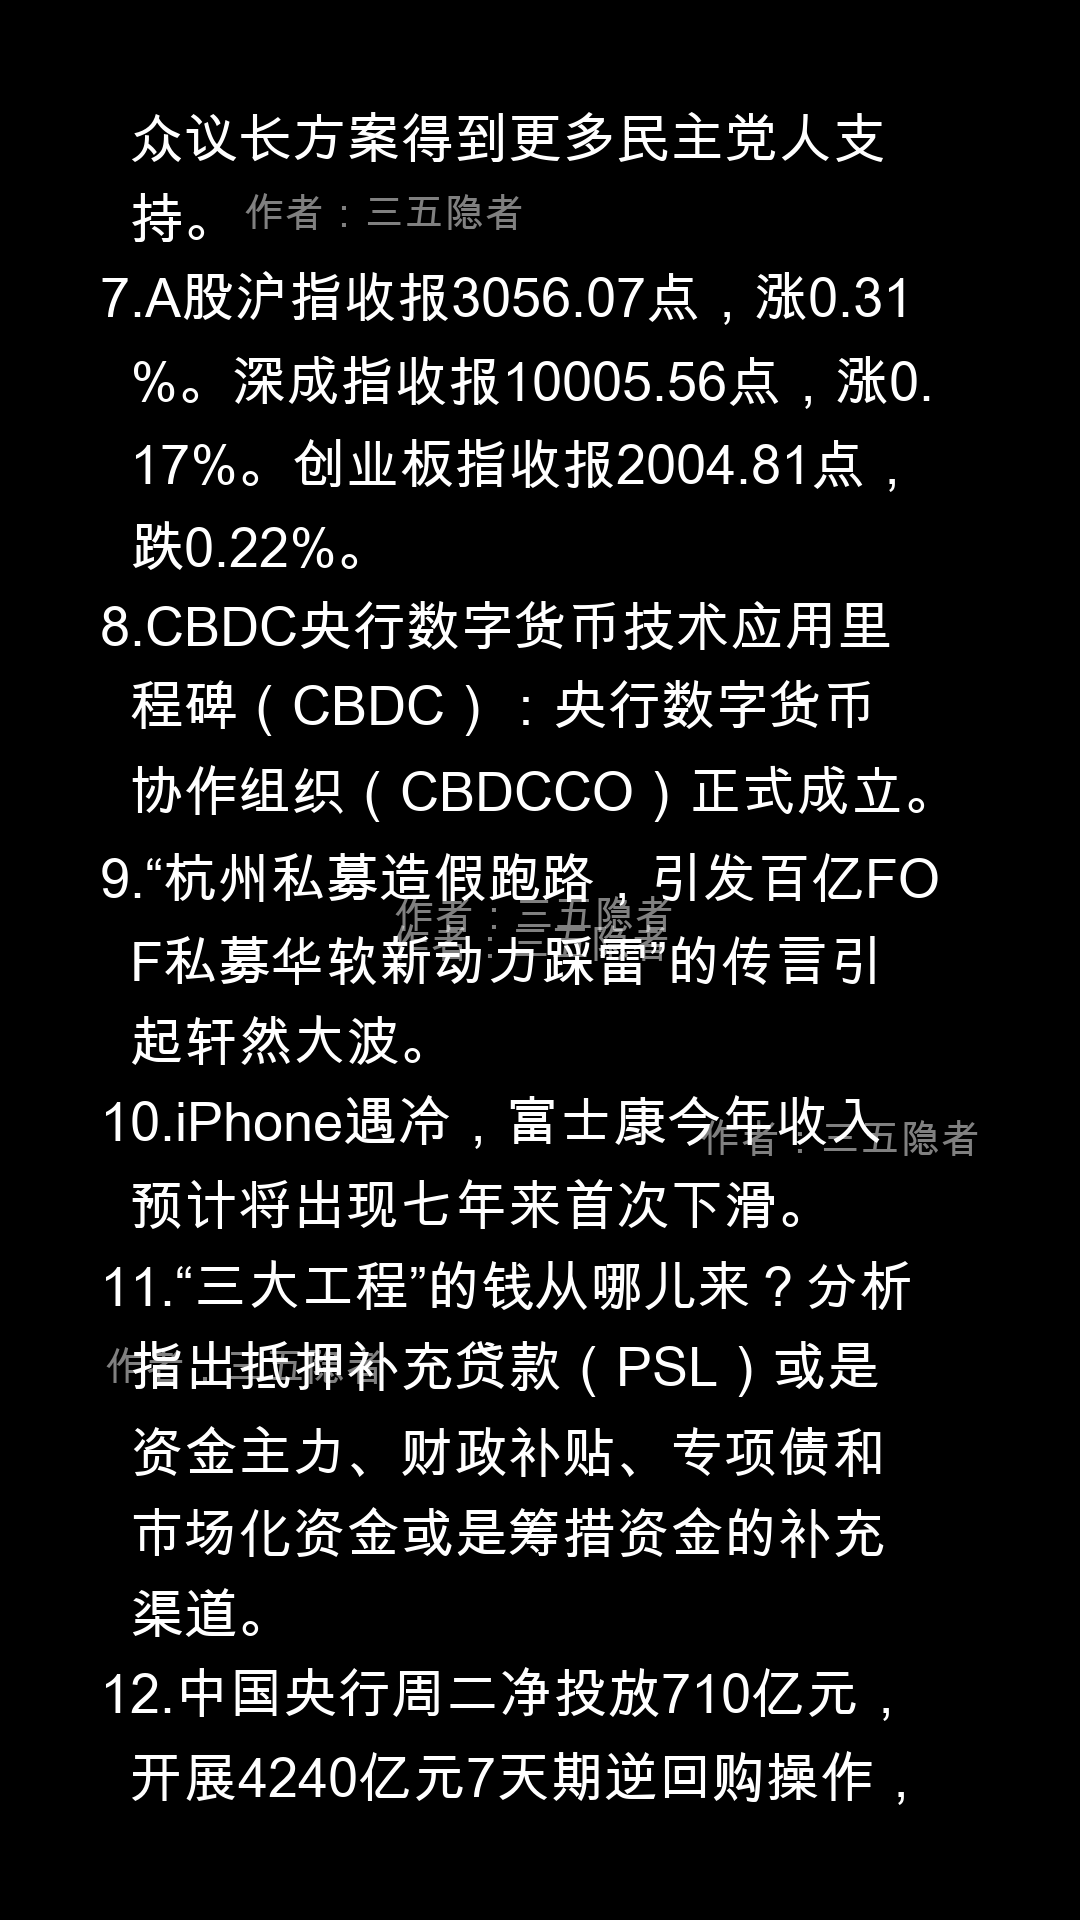 众议长方案得到更多民主党人支
持。 作者：三五隐者
7.A股沪指收报3056.07点，涨0.31
%。深成指收报10005.56点，涨0.
17%。创业板指收报2004.81点，
跌0.22%。
8.CBDC央行数字货币技术应用里
程碑（CBDC）：央行数字货币
协作组织（CBDCCO）正式成立。
9.“杭州私募造假跑路，引发百亿FO
作者：三五隐者
作者：三五隐者
F私募华软新动力踩雷”的传言引
起轩然大波。
10.iPhone遇冷，富士康今年收入
作者：三五隐者
预计将出现七年来首次下滑。
11.“三大工程”的钱从哪儿来？分析
指出抵押补充贷款（PSL）或是
作者：三五隐者
资金主力、财政补贴、专项债和
市场化资金或是筹措资金的补充
渠道。
12.中国央行周二净投放710亿元，
开展4240亿元7天期逆回购操作，